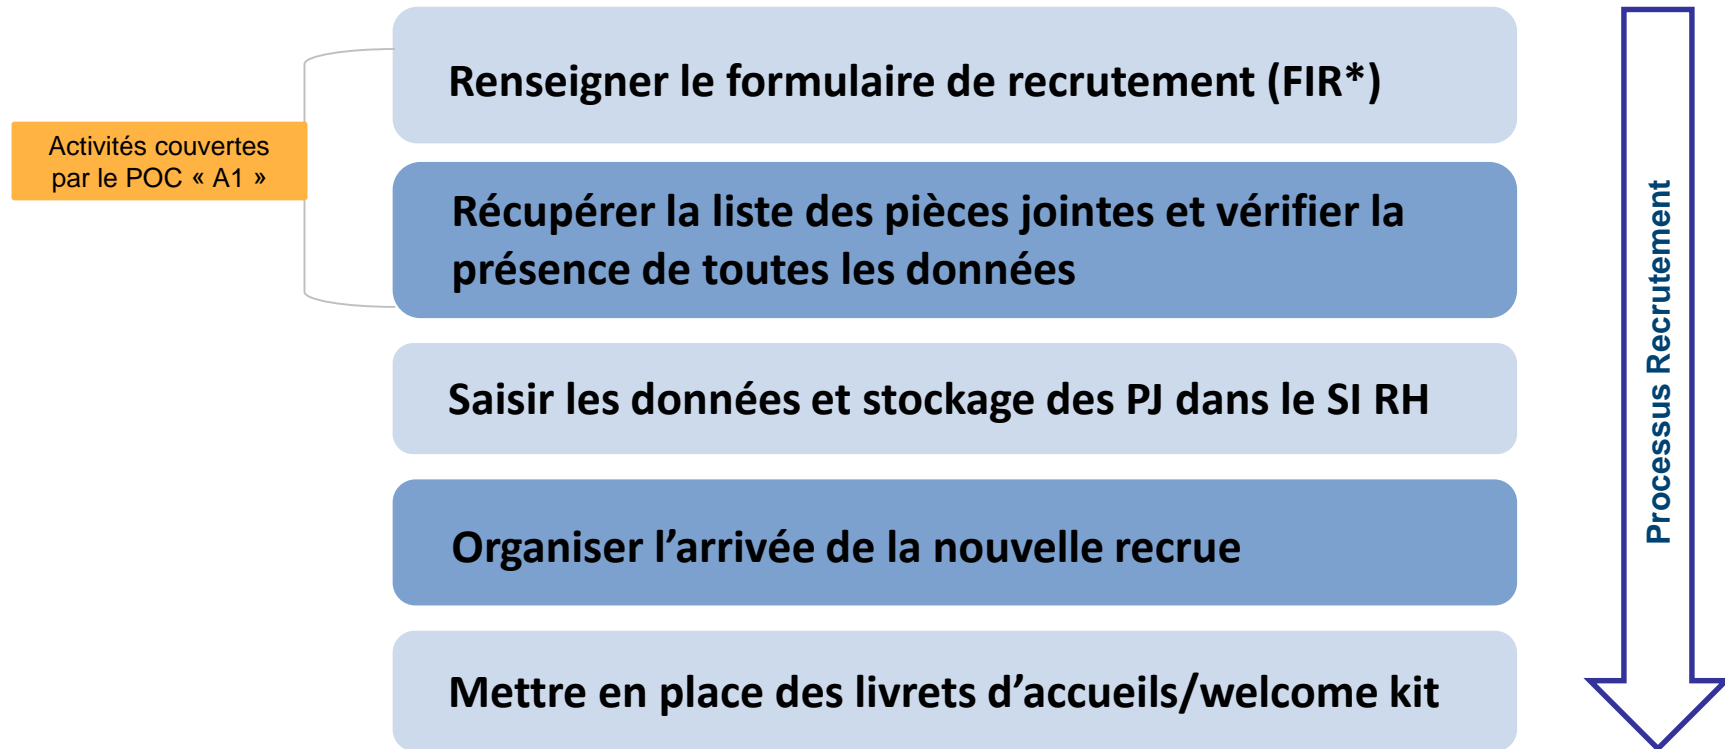 Renseigner le formulaire de recrutement (FIR*)
Activités couvertes
par le POC « A1 »
Récupérer la liste des pièces jointes et vérifier la
présence de toutes les données
Saisir les données et stockage des PJ dans le SI RH
Organiser l’arrivée de la nouvelle recrue
Mettre en place des livrets d’accueils/welcome kit
Processus Recrutement